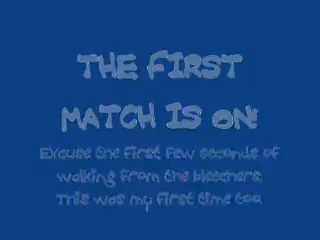 THE FIRST
MATCH IS ON!
Excuse the first few seconds of
walking from the bleachers.
This was my first time too.